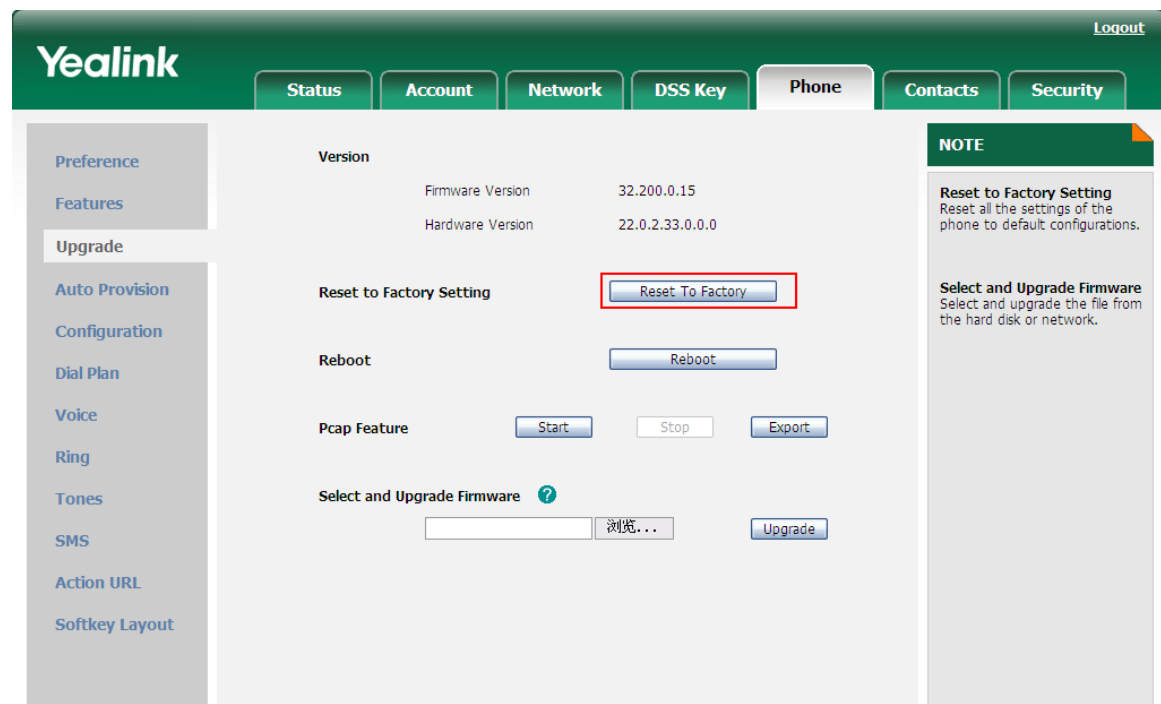 Logout
Yealink
Status Account Network DSS Key Phone Contacts Security
Preference
Features
Upgrade
Auto Provision
Configuration
Dial Plan
Voice
Ring
Tones
SMS
Action URL
Softkey Layout
Version
Firmware Version 32.200.0.15
Hardware Version 22.0.2.33.0.0.0
Reset to Factory Setting Reset To Factory
Reboot Reboot
Pcap Feature Start Stop Export
Select and Upgrade Firmware ?
浏览... Upgrade
NOTE
Reset to Factory Setting
Reset all the settings of the
phone to default configurations.
Select and Upgrade Firmware
Select and upgrade the file from
the hard disk or network.